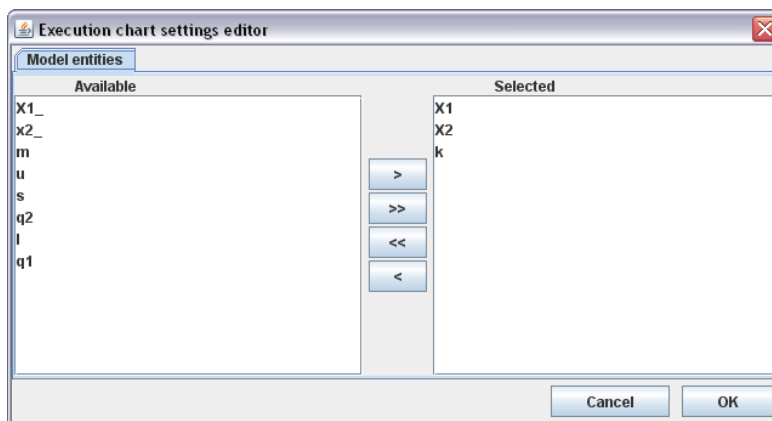 Execution chart settings editor
Model entities
Available
X1_
x2_
m
u
s
q2
l
q1
>
>>
<<
<
Selected
X1
X2
k
Cancel
OK